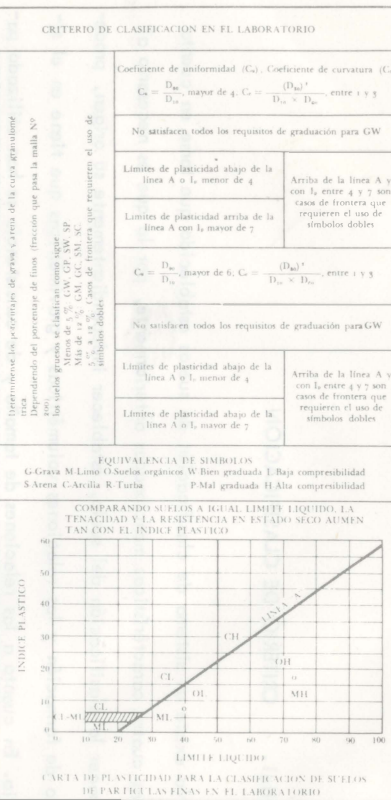 CRITERIO DE CLASIFICACION EN EL LABORATORIO
Determínense los porcentajes de grava y arena de la curva granulomé
trica
Dependiendo del porcentaje de finos (fracción que pasa la malla Nº
200)
los suelos gruesos se clasifican como sigue
Menos de 5 % GW, GP, SW, SP
Más de 12 % GM, GC, SM, SC
5 % a 12 % Casos de frontera que requieren el uso de
símbolos dobles
Coeficiente de uniformidad (Cu). Coeficiente de curvatura (C
Cu = D60 / D10, mayor de 4, Cc = (D30)² / D10 × D60, entre 1 y 3
No satisfacen todos los requisitos de graduación para GW
Límites de plasticidad abajo de la
línea A o Ip menor de 4
Límites de plasticidad arriba de la
línea A con Ip mayor de 7
Arriba de la línea A y
con Ip entre 4 y 7 son
casos de frontera que
requieren el uso de
símbolos dobles
Cu = D60 / D10, mayor de 6, Cc = (D30)² / D10 × D60, entre 1 y 3
No satisfacen todos los requisitos de graduación para GW
Límites de plasticidad abajo de la
línea A o Ip menor de 4
Límites de plasticidad abajo de la
línea A o Ip mayor de 7
Arriba de la línea A y
con Ip entre 4 y 7 son
casos de frontera que
requieren el uso de
símbolos dobles
EQUIVALENCIA DE SIMBOLOS
G Grava M Limo O Suelos orgánicos W Bien graduada L Baja compresibilidad
S Arena C Arcilla R Turba P Mal graduada H Alta compresibilidad
COMPARANDO SUELOS A IGUAL LIMITE LIQUIDO, LA
TENACIDAD Y LA RESISTENCIA EN ESTADO SECO AUMEN
TAN CON EL INDICE PLASTICO
INDICE PLASTICO
60
50
40
30
20
10
0
LINEA A
CH
OH
o
MH
CL
OL
o
ML
CL
CL-ML
ML
0 10 20 30 40 50 60 70 80 90 100
LIMITE LIQUIDO
CARTA DE PLASTICIDAD PARA LA CLASIFICACION DE SUELOS
DE PARTICULAS FINAS EN EL LABORATORIO